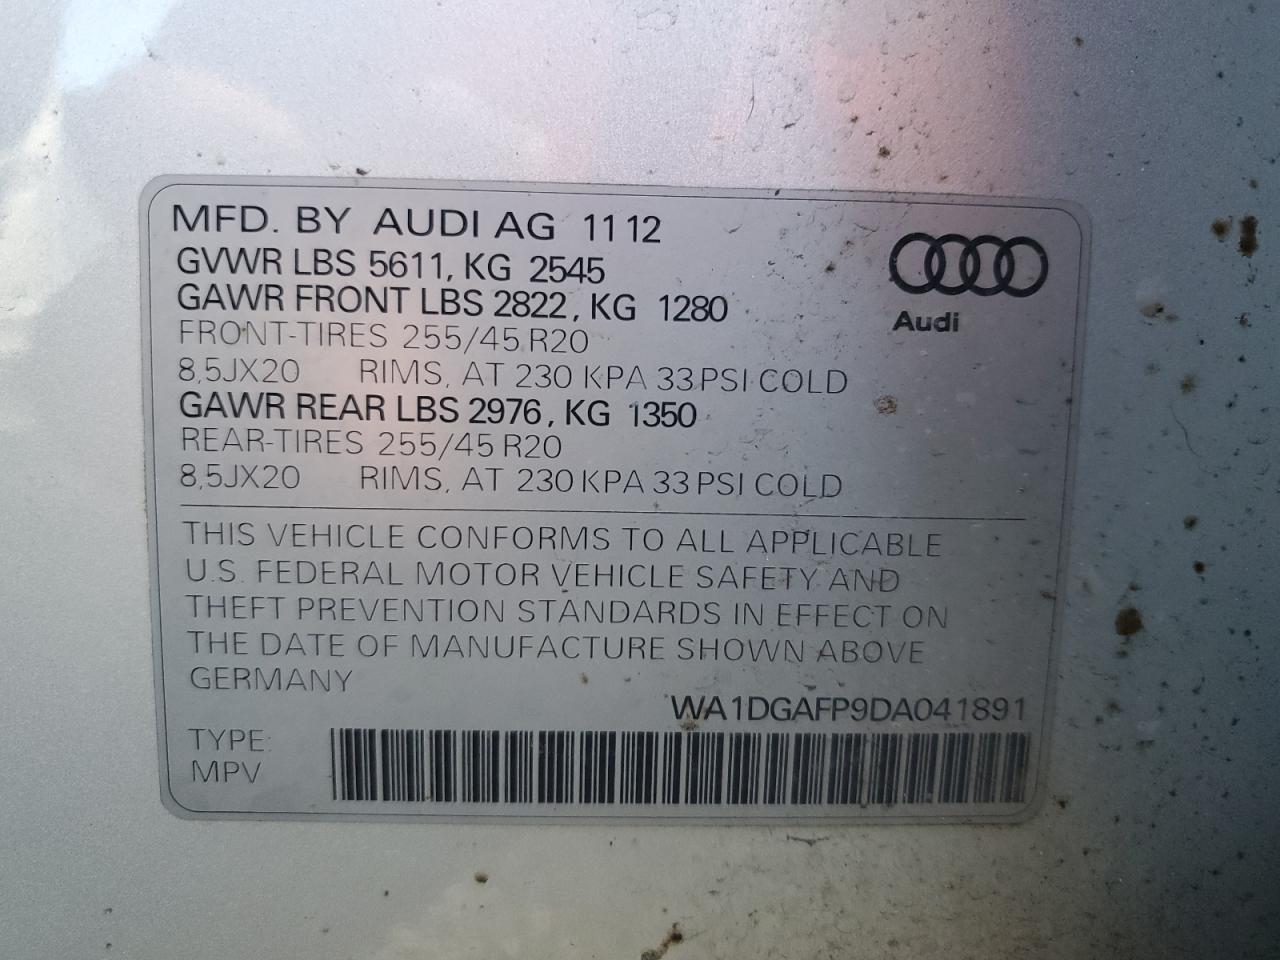 MFD. BY AUDI AG 11 12
GVWR LBS 5611, KG 2545
GAWR FRONT LBS 2822, KG 1280
FRONT-TIRES 255/45 R20
8,5JX20 RIMS, AT 230 KPA 33 PSI COLD
GAWR REAR LBS 2976, KG 1350
REAR-TIRES 255/45 R20
8,5JX20 RIMS, AT 230 KPA 33 PSI COLD
Audi
THIS VEHICLE CONFORMS TO ALL APPLICABLE
U.S. FEDERAL MOTOR VEHICLE SAFETY AND
THEFT PREVENTION STANDARDS IN EFFECT ON
THE DATE OF MANUFACTURE SHOWN ABOVE
GERMANY
WA1DGAFP9DA041891
TYPE:
MPV